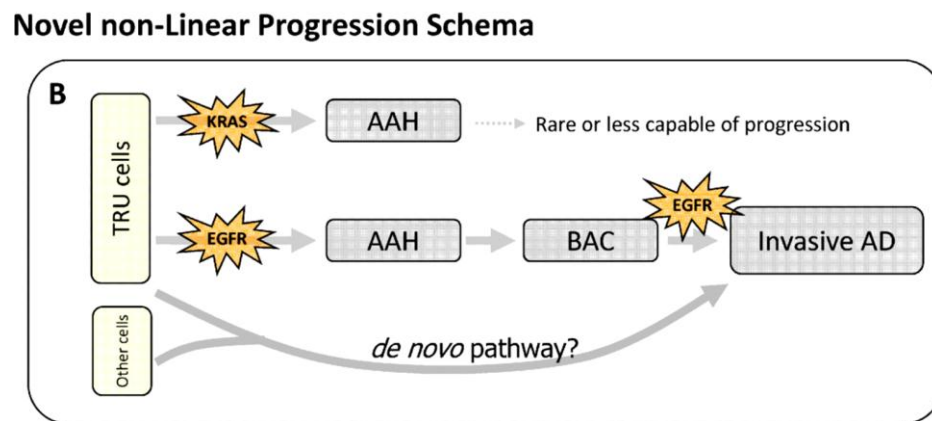 Novel non-Linear Progression Schema
B
TRU cells
KRAS
AAH
Rare or less capable of progression
EGFR
AAH
BAC
EGFR
Invasive AD
Other cells
de novo pathway?